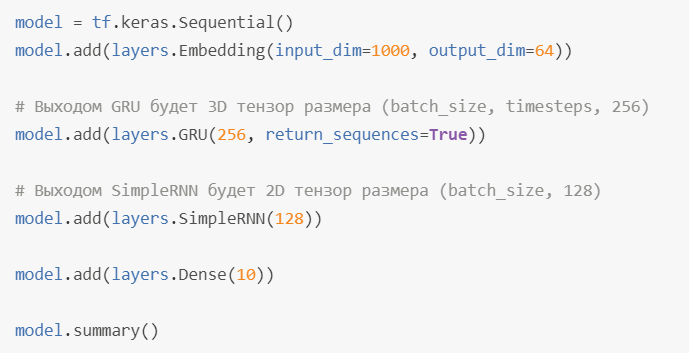 model = tf.keras.Sequential()
model.add(layers.Embedding(input_dim=1000, output_dim=64))
# Выходом GRU будет 3D тензор размера (batch_size, timesteps, 256)
model.add(layers.GRU(256, return_sequences=True))
# Выходом SimpleRNN будет 2D тензор размера (batch_size, 128)
model.add(layers.SimpleRNN(128))
model.add(layers.Dense(10))
model.summary()